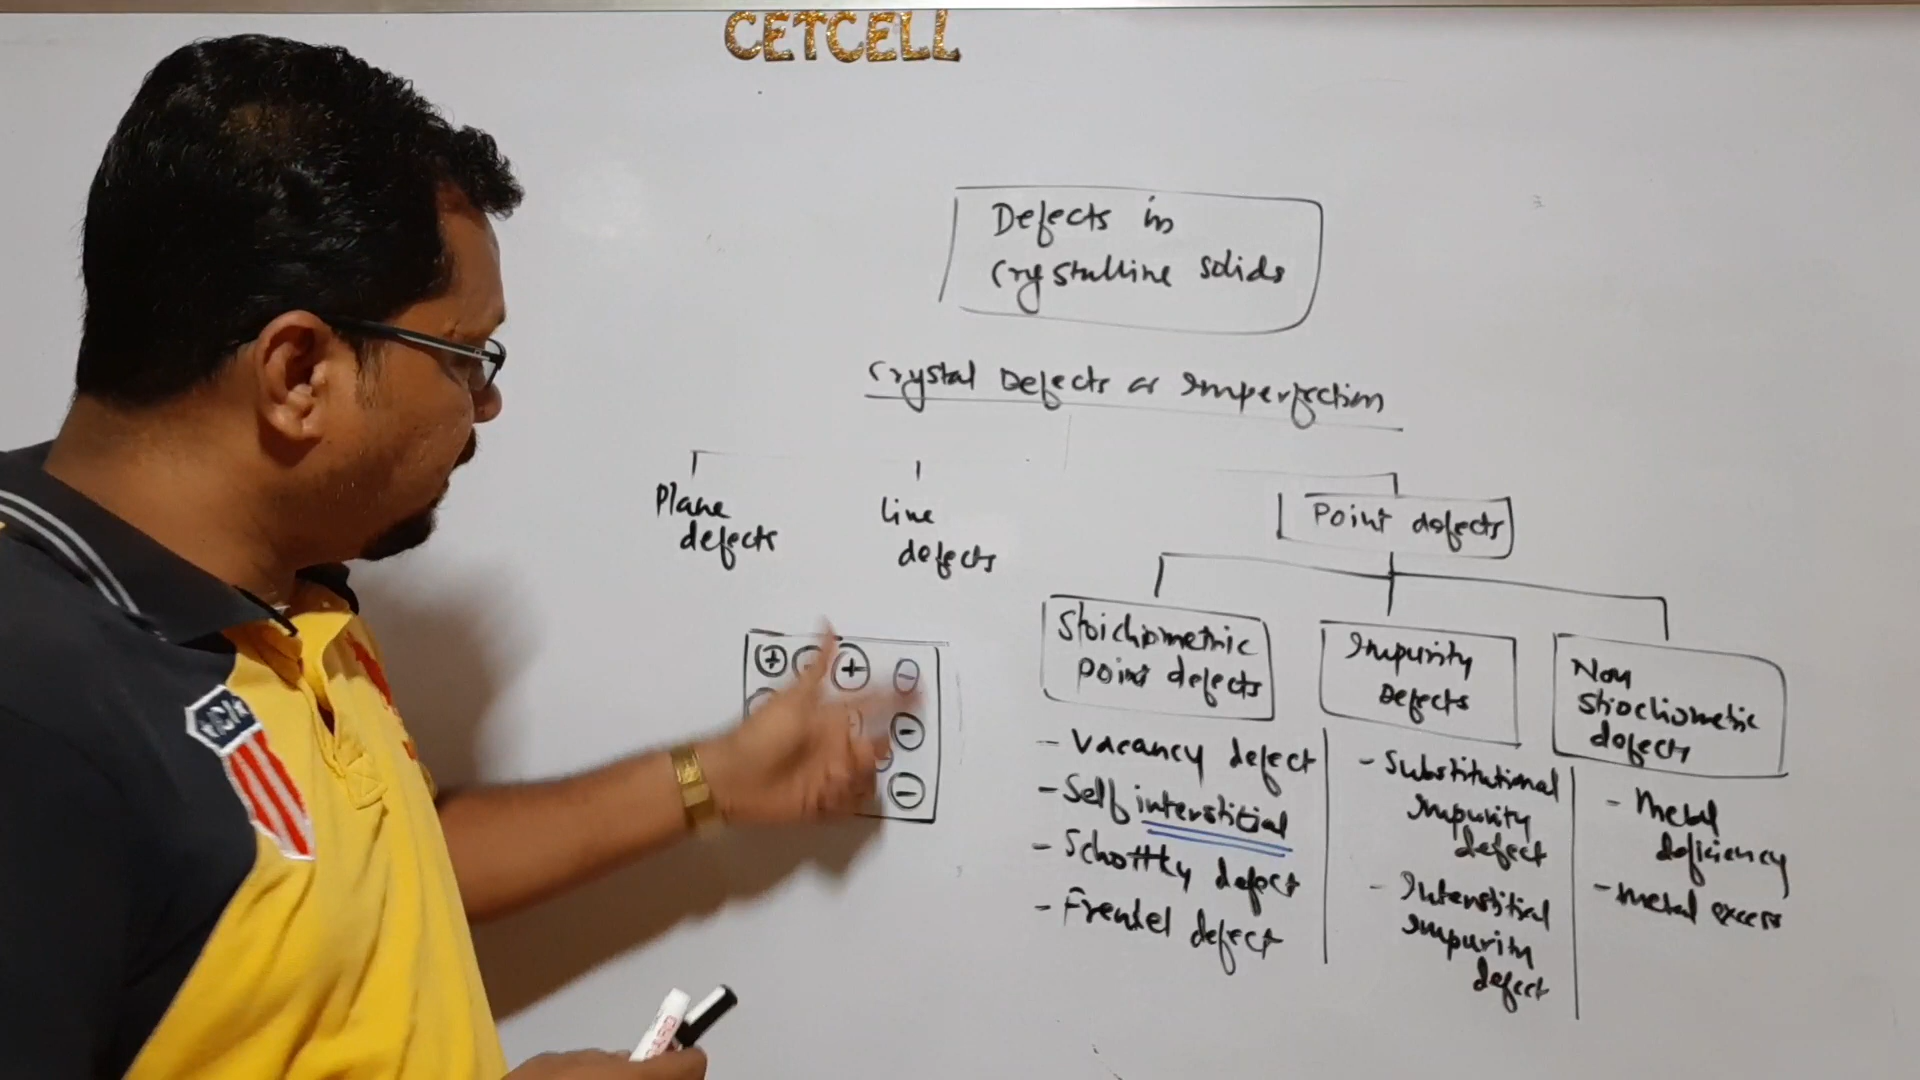 CETCELL
Defects in
Crystalline Solids
Crystal Defects or Imperfection
Plane
defects
Line
defects
Point defects
Stoichiometric
Point defects
Impurity
Defects
Non
Stiochiometric
defects
- Vacancy defect
- Self interstitial
- Schottky defect
- Frenkel defect
- Substitutional
Impurity
defect
- Interstitial
Impurity
defect
- Metal
deficiency
- Metal excess
+ + -
-
-